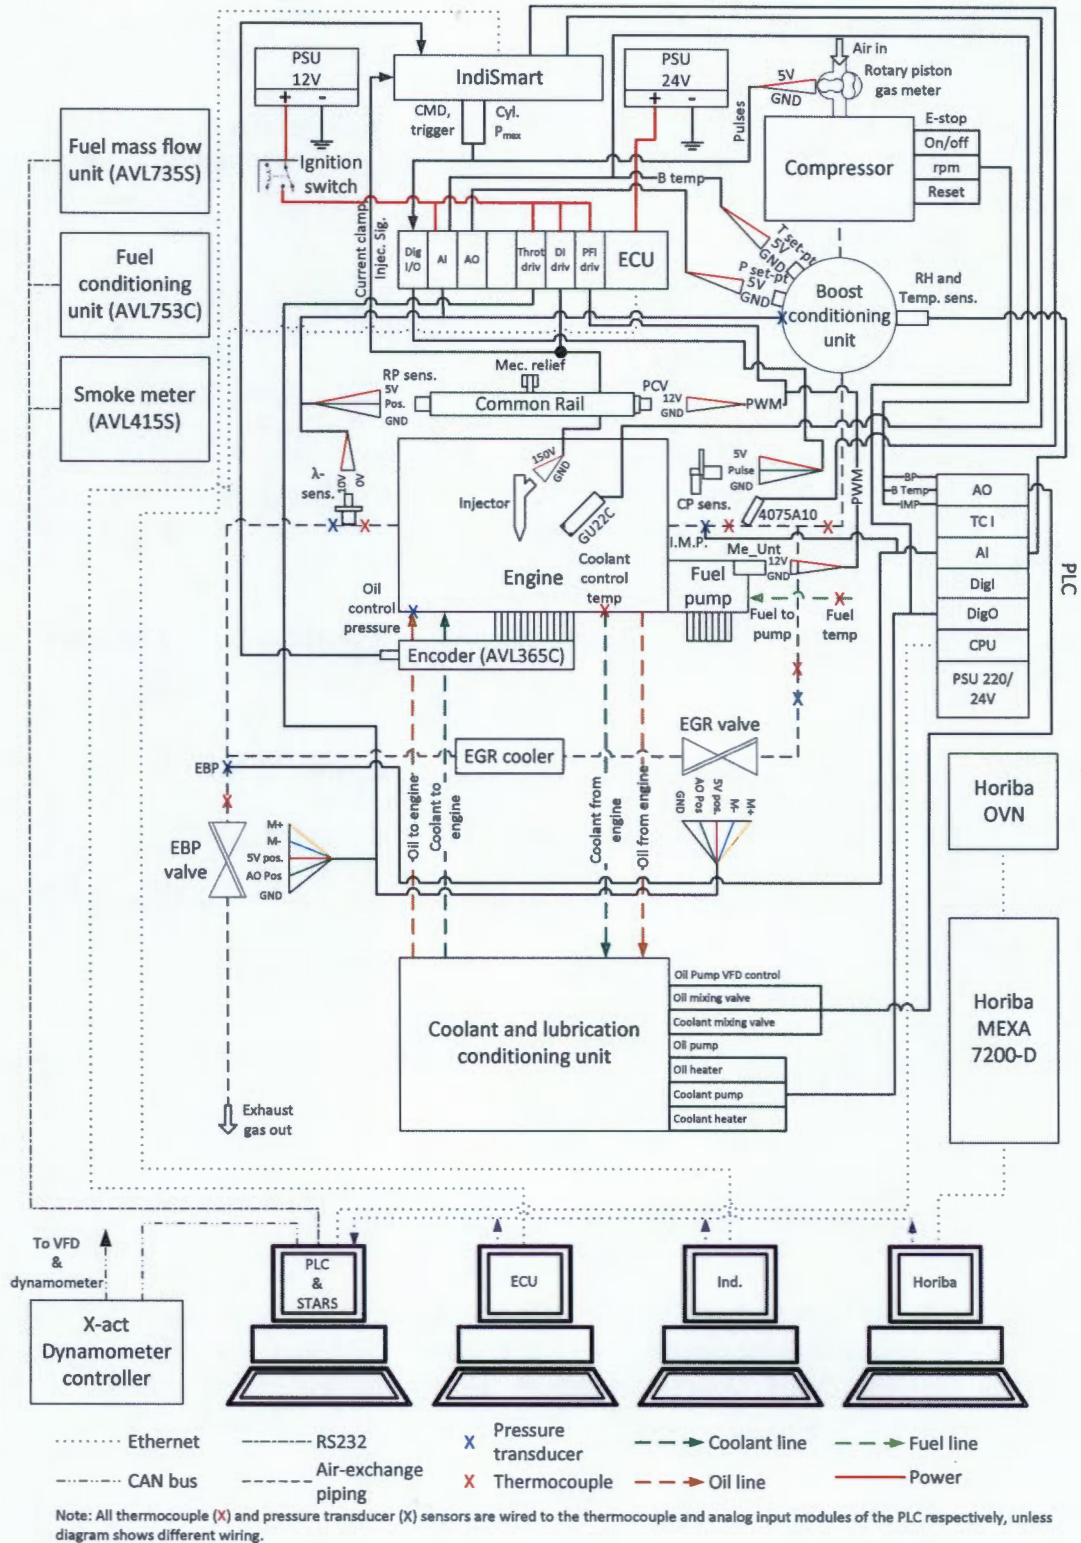 PSU
12V
IndiSmart
PSU
24V
Air in
Rotary piston
gas meter
5V
GND
Pulses
CMD,
trigger
Cyl.
Pmax
+
-
+
-
Fuel mass flow
unit (AVL735S)
Ignition
switch
Compressor
E-stop
On/off
rpm
Reset
B temp
Current clamp
Injec. Sig.
Fuel
conditioning
unit (AVL753C)
Dig
I/O
AI
AO
Throt
driv
DI
driv
PFI
driv
ECU
T set-pt
5V
GND
P set-pt
5V
GND
Boost
conditioning
unit
RH and
Temp. sens.
Smoke meter
(AVL415S)
Mec. relief
RP sens.
5V
Pos.
GND
Common Rail
PCV
12V
GND
PWM
λ-
sens.
10V
0V
150V
GND
Injector
GU22C
Engine
5V
Pulse
GND
CP sens.
4075A10
PWM
I.M.P.
Me_Unt
12V
GND
Fuel
pump
Fuel to
pump
Fuel
temp
Coolant
control
temp
Oil
control
pressure
BP
B Temp
IMP
AO
TC I
AI
DigI
DigO
CPU
PSU 220/
24V
PLC
Encoder (AVL365C)
EGR valve
EGR cooler
EBP
EBP
valve
M+
M-
5V pos.
AO Pos
GND
Oil to engine
Coolant to
engine
Coolant from
engine
Oil from engine
GND
AO Pos
5V pos.
M-
M+
Horiba
OVN
Horiba
MEXA
7200-D
Coolant and lubrication
conditioning unit
Oil Pump VFD control
Oil mixing valve
Coolant mixing valve
Oil pump
Oil heater
Coolant pump
Coolant heater
Exhaust
gas out
To VFD
&
dynamometer
X-act
Dynamometer
controller
PLC
&
STARS
ECU
Ind.
Horiba
Ethernet
RS232
X Pressure
transducer
Coolant line
Fuel line
CAN bus
Air-exchange
piping
X Thermocouple
Oil line
Power
Note: All thermocouple (X) and pressure transducer (X) sensors are wired to the thermocouple and analog input modules of the PLC respectively, unless
diagram shows different wiring.